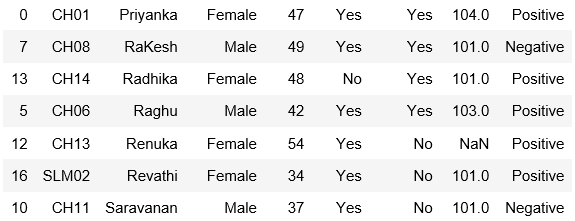 0 CH01 Priyanka Female 47 Yes Yes 104.0 Positive
7 CH08 RaKesh Male 49 Yes Yes 101.0 Negative
13 CH14 Radhika Female 48 No Yes 101.0 Positive
5 CH06 Raghu Male 42 Yes Yes 103.0 Positive
12 CH13 Renuka Female 54 Yes No NaN Positive
16 SLM02 Revathi Female 34 Yes No 101.0 Positive
10 CH11 Saravanan Male 37 Yes No 101.0 Negative